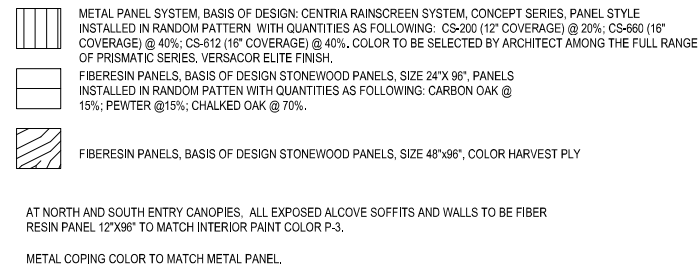 METAL PANEL SYSTEM, BASIS OF DESIGN: CENTRIA RAINSCREEN SYSTEM, CONCEPT SERIES, PANEL STYLE
INSTALLED IN RANDOM PATTERN WITH QUANTITIES AS FOLLOWING: CS-200 (12" COVERAGE) @ 20%; CS-660 (16"
COVERAGE) @ 40%; CS-612 (16" COVERAGE) @ 40%. COLOR TO BE SELECTED BY ARCHITECT AMONG THE FULL RANGE
OF PRISMATIC SERIES, VERSACOR ELITE FINISH.
FIBERESIN PANELS, BASIS OF DESIGN STONEWOOD PANELS, SIZE 24"X 96", PANELS
INSTALLED IN RANDOM PATTEN WITH QUANTITIES AS FOLLOWING: CARBON OAK @
15%; PEWTER @15%; CHALKED OAK @ 70%.
FIBERESIN PANELS, BASIS OF DESIGN STONEWOOD PANELS, SIZE 48"x96", COLOR HARVEST PLY
AT NORTH AND SOUTH ENTRY CANOPIES, ALL EXPOSED ALCOVE SOFFITS AND WALLS TO BE FIBER
RESIN PANEL 12"X96" TO MATCH INTERIOR PAINT COLOR P-3.
METAL COPING COLOR TO MATCH METAL PANEL.